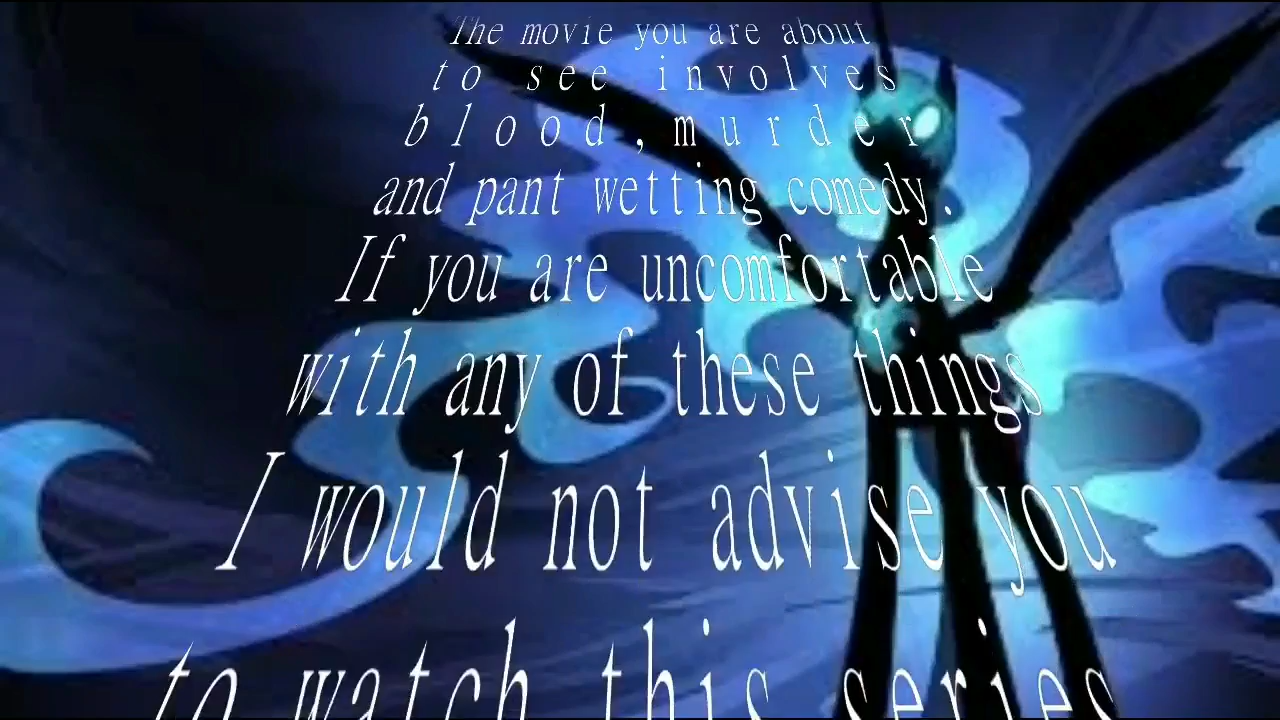 The movie you are about
to see involves
blood, murder
and pant wetting comedy.
If you are uncomfortable
with any of these things
I would not advise you
to watch this series